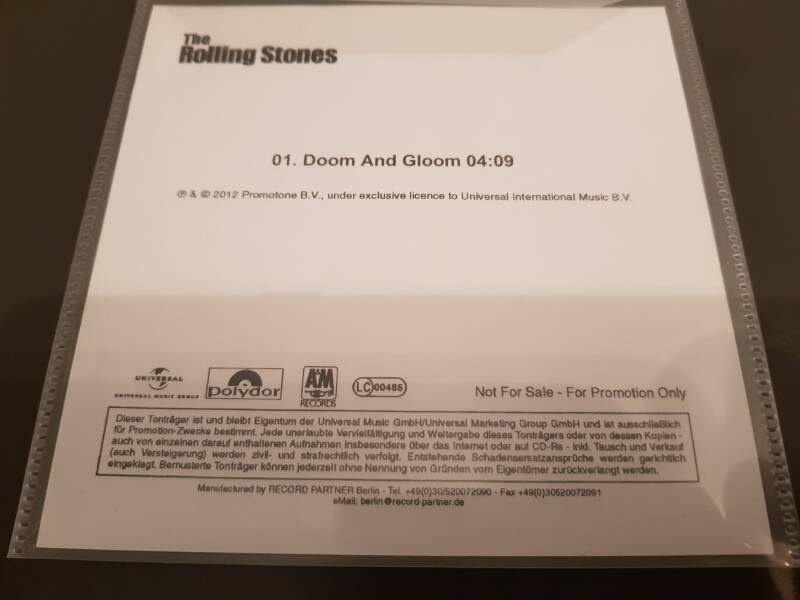 The
Rolling Stones
01. Doom And Gloom 04:09
℗ & © 2012 Promotone B.V., under exclusive licence to Universal International Music B.V.
UNIVERSAL
UNIVERSAL MUSIC GROUP
polydor
A&M
RECORDS
LC 00485
Not For Sale - For Promotion Only
Dieser Tonträger ist und bleibt Eigentum der Universal Music GmbH/Universal Marketing Group GmbH und ist ausschließlich
für Promotion-Zwecke bestimmt. Jede unerlaubte Vervielfältigung und Weitergabe dieses Tonträgers oder von dessen Kopien -
auch von einzelnen darauf enthaltenen Aufnahmen insbesondere über das Internet oder auf CD-Rs - inkl. Tausch und Verkauf
(auch Versteigerung) werden zivil- und strafrechtlich verfolgt. Entstehende Schadensersatzansprüche werden gerichtlich
eingeklagt. Bemusterte Tonträger können jederzeit ohne Nennung von Gründen vom Eigentümer zurückverlangt werden.
Manufactured by RECORD PARTNER Berlin - Tel. +49(0)30/520072090 - Fax +49(0)30520072091
eMail: berlin@record-partner.de